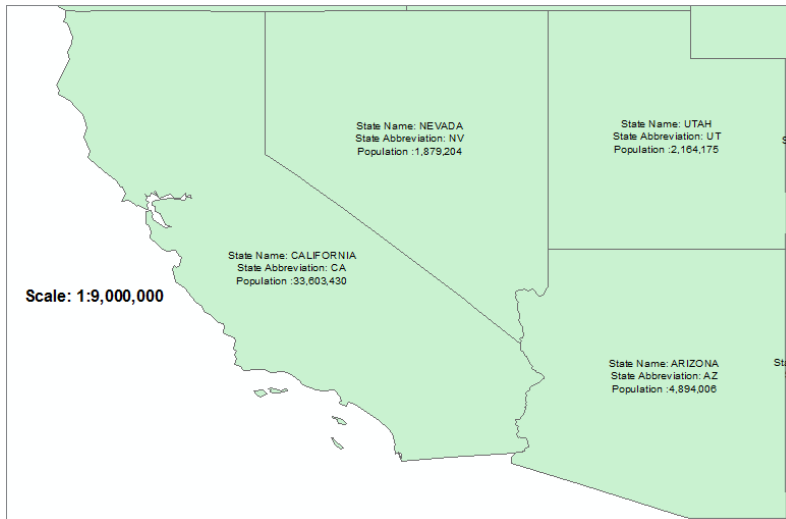 State Name: NEVADA
State Abbreviation: NV
Population :1,879,204
State Name: UTAH
State Abbreviation: UT
Population :2,164,175
S
State Name: CALIFORNIA
State Abbreviation: CA
Population :33,603,430
Scale: 1:9,000,000
State Name: ARIZONA
State Abbreviation: AZ
Population :4,894,006
Sta